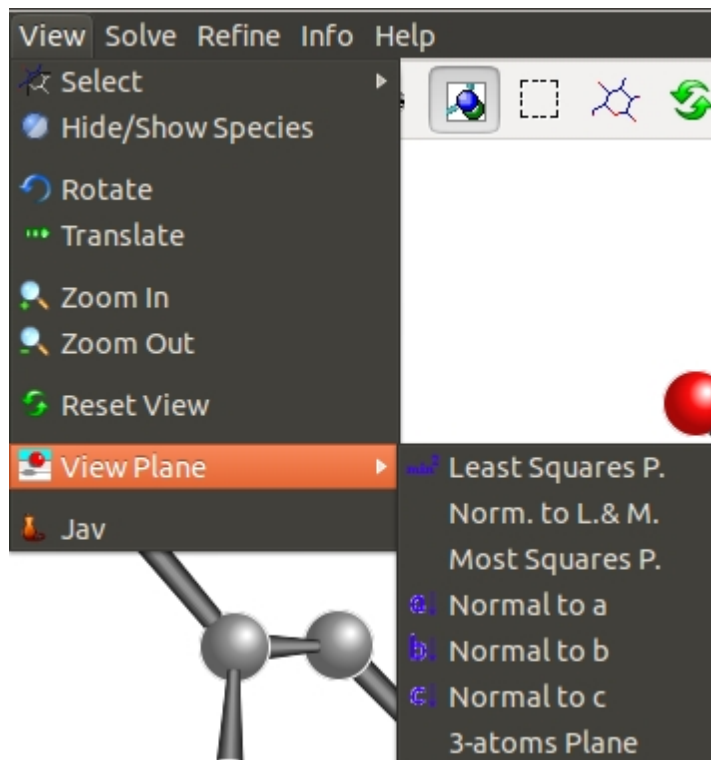 View Solve Refine Info Help
Select
Hide/Show Species
Rotate
Translate
Zoom In
Zoom Out
Reset View
View Plane
Jav
min² Least Squares P.
Norm. to L.& M.
Most Squares P.
a Normal to a
b Normal to b
c Normal to c
3-atoms Plane